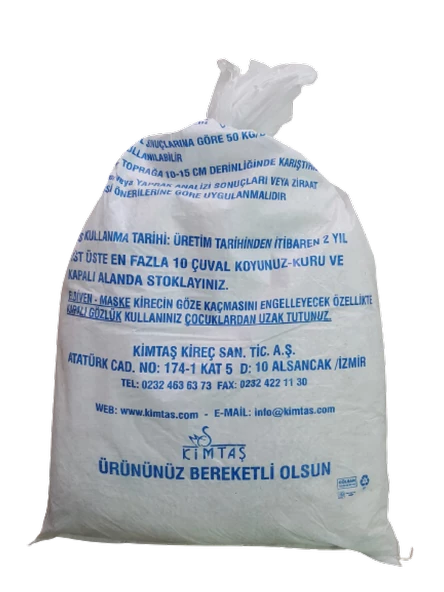 SONUÇLARINA GÖRE 50 KG/D
KULLANILABİLİR
TOPRAĞA 10-15 CM DERİNLİĞİNDE KARIŞTIR
veya YAPRAK ANALİZİ SONUÇLARI VEYA ZİRAAT
ÖNERİLERİNE GÖRE UYGULANMALIDIR
KULLANMA TARİHİ: ÜRETİM TARİHİNDEN İTİBAREN 2 YIL
ST ÜSTE EN FAZLA 10 ÇUVAL KOYUNUZ-KURU VE
KAPALI ALANDA STOKLAYINIZ.
ELDİVEN - MASKE KİRECİN GÖZE KAÇMASINI ENGELLEYECEK ÖZELLİKTE
KAPALI GÖZLÜK KULLANINIZ ÇOCUKLARDAN UZAK TUTUNUZ.
KİMTAŞ KİREÇ SAN. TİC. A.Ş.
ATATÜRK CAD. NO: 174-1 KAT 5 D: 10 ALSANCAK /İZMİR
TEL: 0232 463 63 73 FAX: 0232 422 11 30
WEB: www.kimtas.com - E-MAİL: info@kimtas.com
KİMTAŞ
ÜRÜNÜNÜZ BEREKETLİ OLSUN